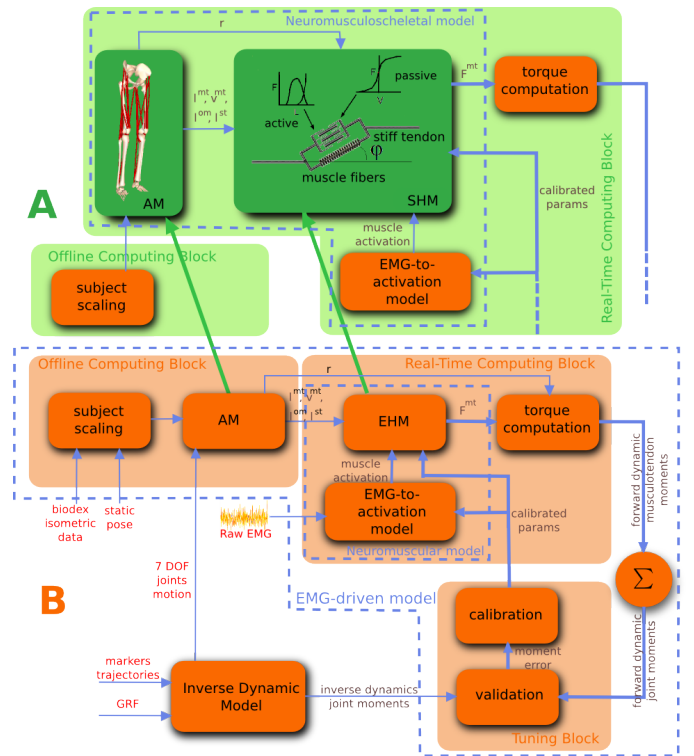 Neuromusculoscheletal model
r
F
F
V
passive
active
l^mt, v^mt,
l^om, l^st
stiff tendon
φ
muscle fibers
AM
SHM
F^mt
torque
computation
A
Real-Time Computing Block
calibrated
params
muscle
activation
EMG-to-
activation model
Offline Computing Block
subject
scaling
Offline Computing Block
Real-Time Computing Block
r
subject
scaling
AM
l^mt, v^mt,
l^om, l^st
EHM
F^mt
torque
computation
muscle
activation
EMG-to-
activation model
Neuromuscular model
calibrated
params
forward dynamic
musculotendon
moments
biodex
isometric
data
static
pose
Raw EMG
7 DOF
joints
motion
B
EMG-driven model
Σ
calibration
moment
error
validation
Tuning Block
forward dynamic
joint moments
markers
trajectories
GRF
Inverse Dynamic
Model
inverse dynamics
joint moments